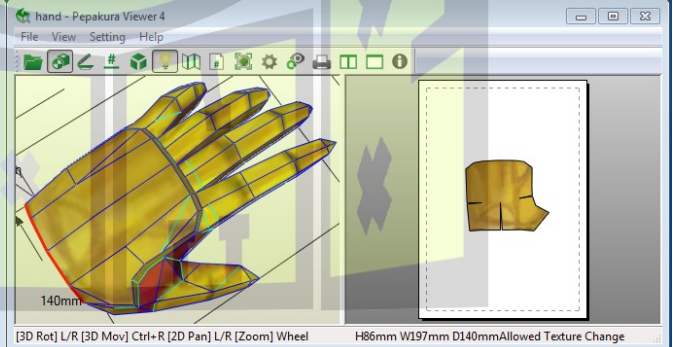 hand - Pepakura Viewer 4
File View Setting Help
140mm
[3D Rot] L/R [3D Mov] Ctrl+R [2D Pan] L/R [Zoom] Wheel
H86mm W197mm D140mmAllowed Texture Change